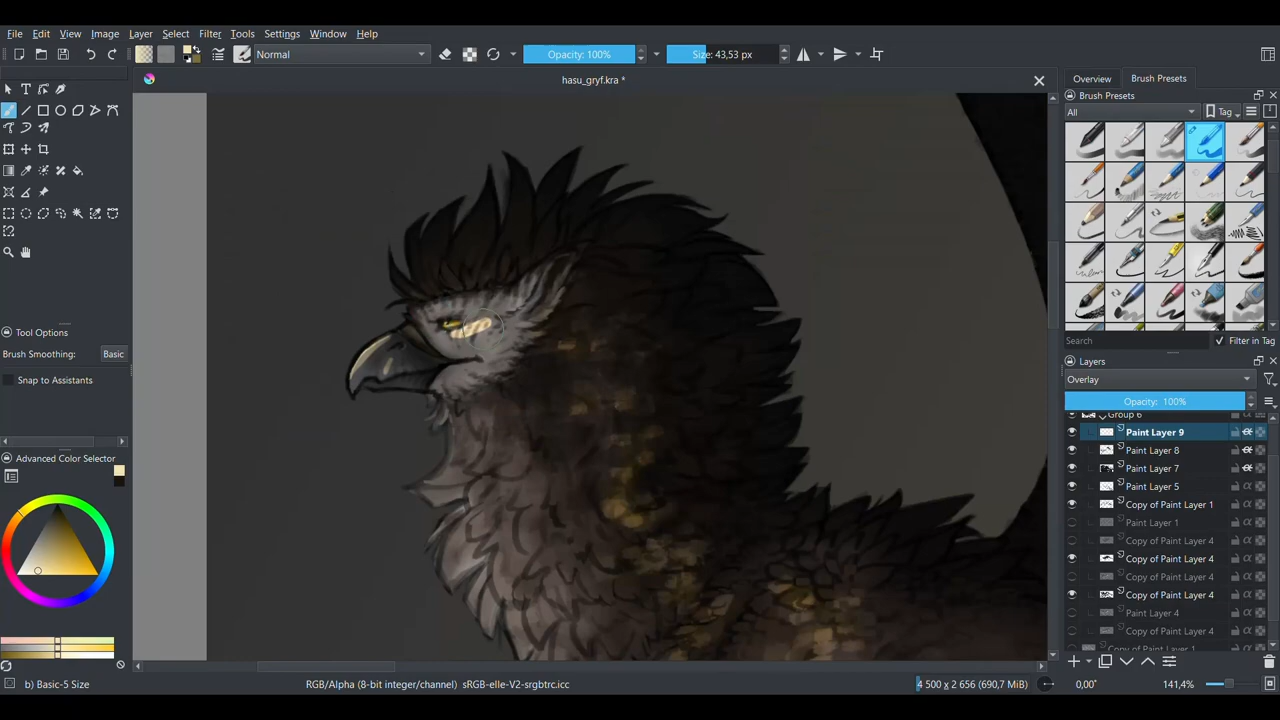 File Edit View Image Layer Select Filter Tools Settings Window Help
Normal Opacity: 100% Size: 43,53 px
hasu_gryf.kra *
Overview Brush Presets
Brush Presets
All Tag
Tool Options
Brush Smoothing: Basic
Snap to Assistants
Search Filter in Tag
Layers
Overlay
Opacity: 100%
Group 6
Paint Layer 9
Paint Layer 8
Paint Layer 7
Paint Layer 5
Copy of Paint Layer 1
Paint Layer 1
Copy of Paint Layer 4
Copy of Paint Layer 4
Copy of Paint Layer 4
Copy of Paint Layer 4
Paint Layer 4
Copy of Paint Layer 4
Copy of Paint Layer 1
Advanced Color Selector
b) Basic-5 Size RGB/Alpha (8-bit integer/channel) sRGB-elle-V2-srgbtrc.icc 4 500 x 2 656 (690,7 MiB) 0,00° 141,4%